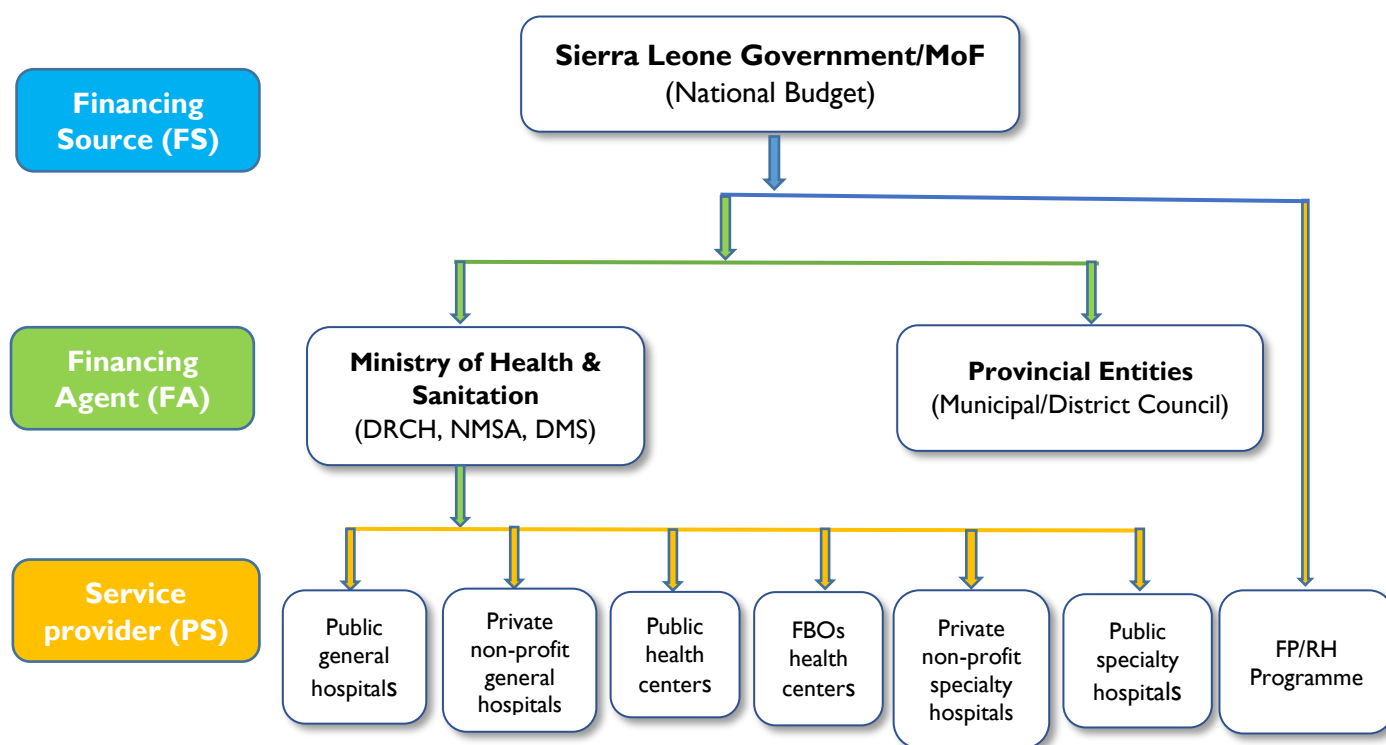 Sierra Leone Government/MoF
(National Budget)
Financing
Source (FS)
Financing
Agent (FA)
Ministry of Health &
Sanitation
(DRCH, NMSA, DMS)
Provincial Entities
(Municipal/District Council)
Service
provider (PS)
Public
general
hospitals
Private
non-profit
general
hospitals
Public
health
centers
FBOs
health
centers
Private
non-profit
specialty
hospitals
Public
specialty
hospitals
FP/RH
Programme